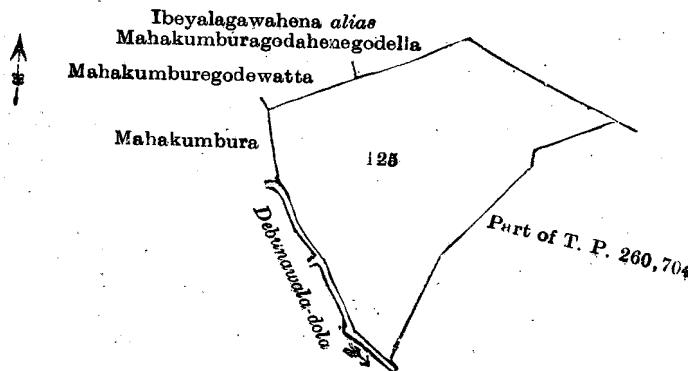 Ibeyalagawahena alias
Mahakumburagodahenegodella
Mahakumburegodewatta
Mahakumbura
125
Debunawala-dola
Part of T. P. 260,704